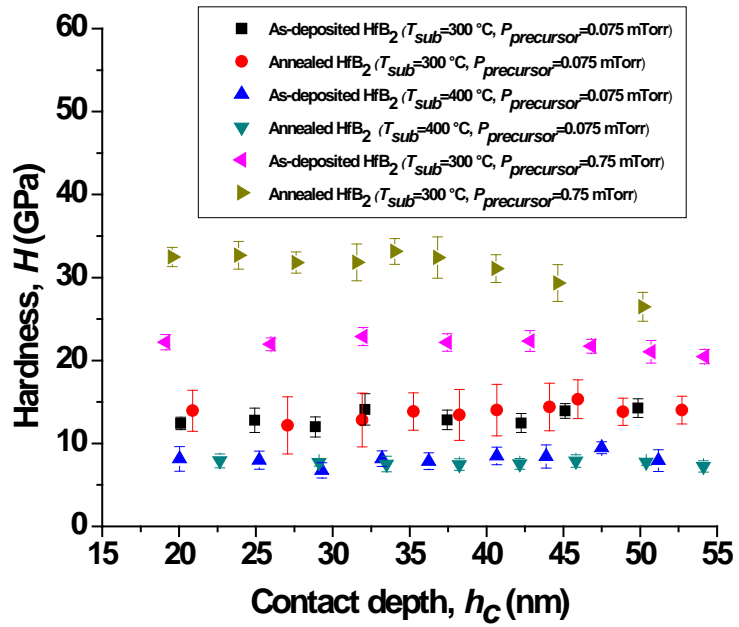 60
50
40
30
20
10
0
Hardness, H (GPa)
As-deposited HfB2 (Tsub=300 °C, Pprecursor=0.075 mTorr)
Annealed HfB2 (Tsub=300 °C, Pprecursor=0.075 mTorr)
As-deposited HfB2 (Tsub=400 °C, Pprecursor=0.075 mTorr)
Annealed HfB2 (Tsub=400 °C, Pprecursor=0.075 mTorr)
As-deposited HfB2 (Tsub=300 °C, Pprecursor=0.75 mTorr)
Annealed HfB2 (Tsub=300 °C, Pprecursor=0.75 mTorr)
15 20 25 30 35 40 45 50 55
Contact depth, hC (nm)